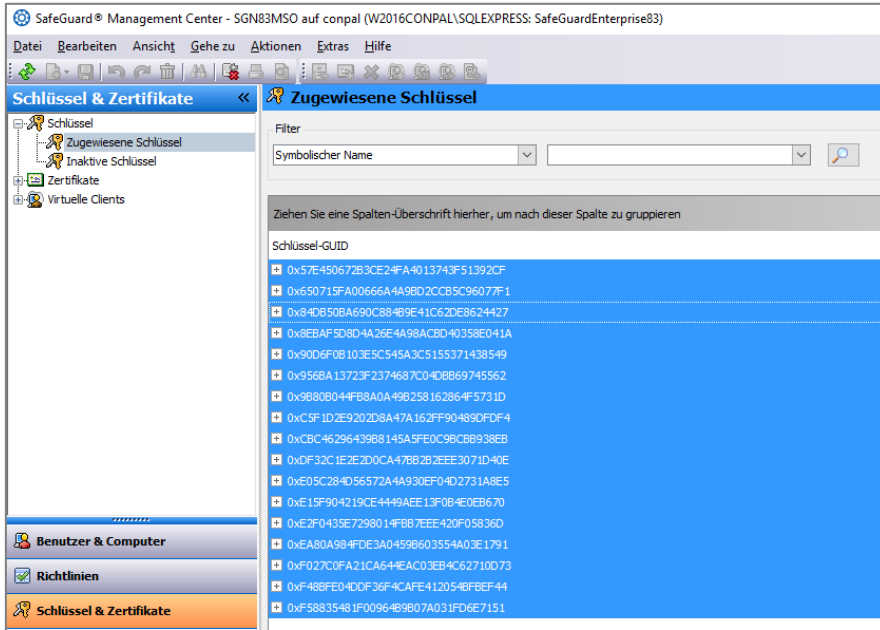 SafeGuard® Management Center - SGN83MSO auf conpal (W2016CONPAL\SQLEXPRESS: SafeGuardEnterprise83)
Datei Bearbeiten Ansicht Gehe zu Aktionen Extras Hilfe
Schlüssel & Zertifikate «
Schlüssel
Zugewiesene Schlüssel
Inaktive Schlüssel
Zertifikate
Virtuelle Clients
Benutzer & Computer
Richtlinien
Schlüssel & Zertifikate
Zugewiesene Schlüssel
Filter
Symbolischer Name
Ziehen Sie eine Spalten-Überschrift hierher, um nach dieser Spalte zu gruppieren
Schlüssel-GUID
0x57E450672B3CE24FA4013743F51392CF
0x650715FA00666A4A9BD2CCB5C96077F1
0x84DB50BA690C884B9E41C62DE8624427
0x8EBAF5D8D4A26E4A98ACBD40358E041A
0x90D6F0B103E5C545A3C5155371438549
0x956BA13723F2374687C04DBB69745562
0x9B80B044FB8A0A49B258162864F5731D
0xC5F1D2E9202D8A47A162FF90489DFDF4
0xCBC46296439B8145A5FE0C9BCBB938EB
0xDF32C1E2E2D0CA47BB2B2EEE3071D40E
0xE05C284D56572A4A930EF04D2731A8E5
0xE15F904219CE4449AEE13F0B4E0EB670
0xE2F0435E7298014FBB7EEE420F05836D
0xEA80A984FDE3A0459B603554A03E1791
0xF027C0FA21CA644EAC03EB4C62710D73
0xF48BFE04DDF36F4CAFE412054BFBEF44
0xF58835481F00964B9B07A031FD6E7151